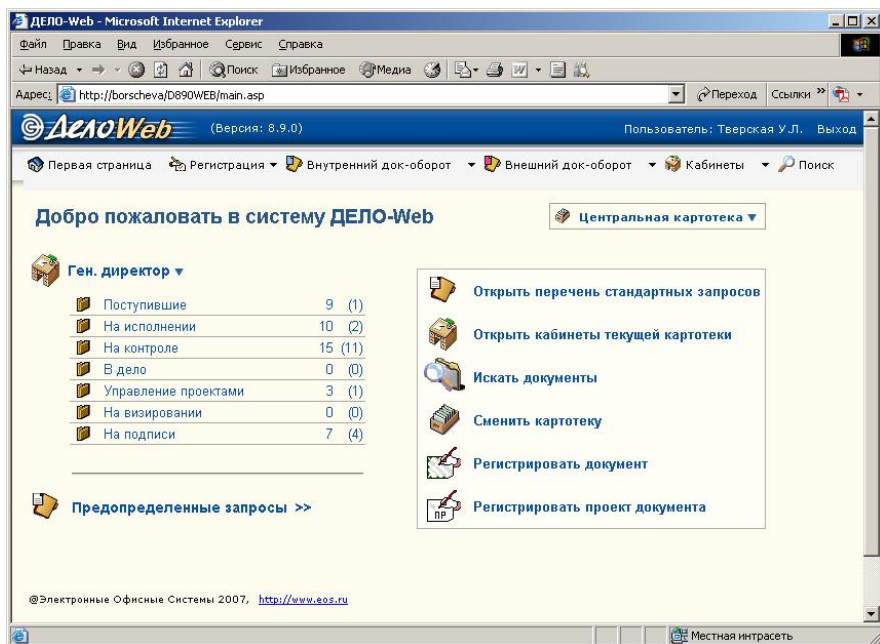 ДЕЛО-Web - Microsoft Internet Explorer
Файл Правка Вид Избранное Сервис Справка
Назад Поиск Избранное Медиа
Адрес: http://borscheva/D890WEB/main.asp Переход Ссылки »
ДелоWeb (Версия: 8.9.0) Пользователь: Тверская У.Л. Выход
Первая страница Регистрация Внутренний док-оборот Внешний док-оборот Кабинеты Поиск
Добро пожаловать в систему ДЕЛО-Web Центральная картотека
Ген. директор
Поступившие 9 (1)
На исполнении 10 (2)
На контроле 15 (11)
В дело 0 (0)
Управление проектами 3 (1)
На визировании 0 (0)
На подписи 7 (4)
Предопределенные запросы >>
Открыть перечень стандартных запросов
Открыть кабинеты текущей картотеки
Искать документы
Сменить картотеку
Регистрировать документ
ПР Регистрировать проект документа
@Электронные Офисные Системы 2007, http://www.eos.ru
Местная интрасеть